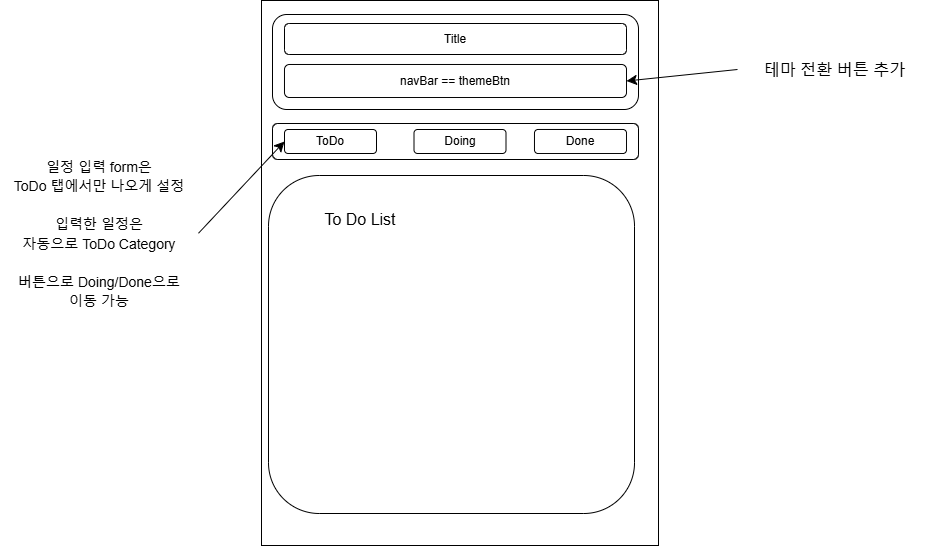 Title
navBar == themeBtn
테마 전환 버튼 추가
ToDo
Doing
Done
일정 입력 form은
ToDo 탭에서만 나오게 설정
입력한 일정은
자동으로 ToDo Category
버튼으로 Doing/Done으로
이동 가능
To Do List